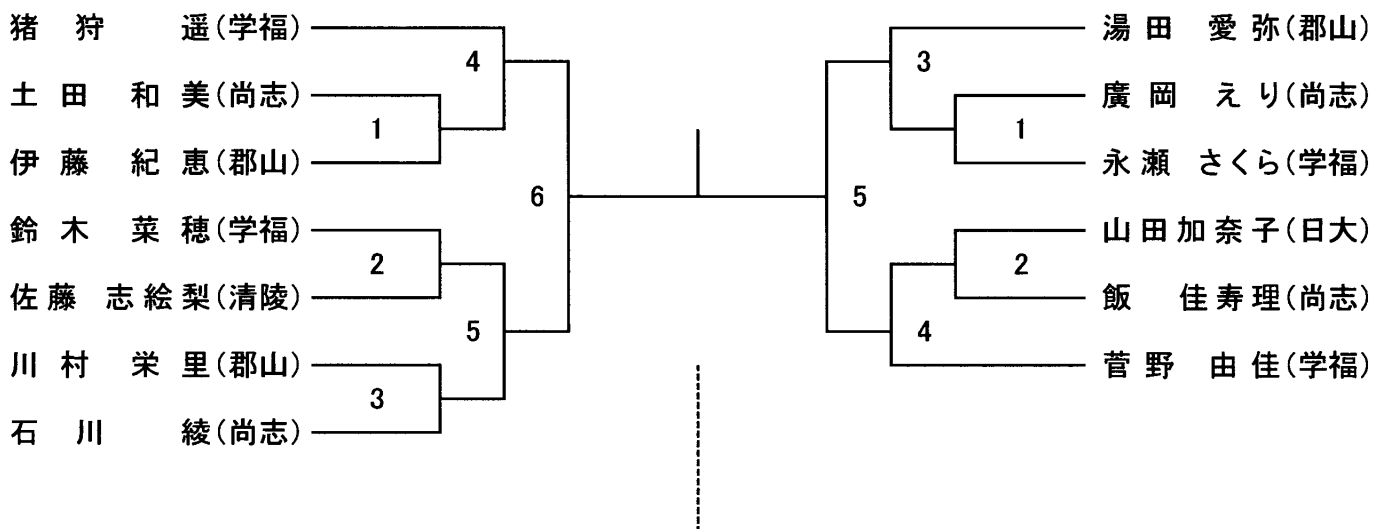 猪狩 遥(学福)
土田 和美(尚志)
伊藤 紀恵(郡山)
鈴木 菜穂(学福)
佐藤 志絵梨(清陵)
川村 栄里(郡山)
石川 綾(尚志)
4
1
6
2
5
3
湯田 愛弥(郡山)
廣岡 えり(尚志)
永瀬 さくら(学福)
山田加奈子(日大)
飯 佳寿理(尚志)
菅野 由佳(学福)
3
1
5
2
4